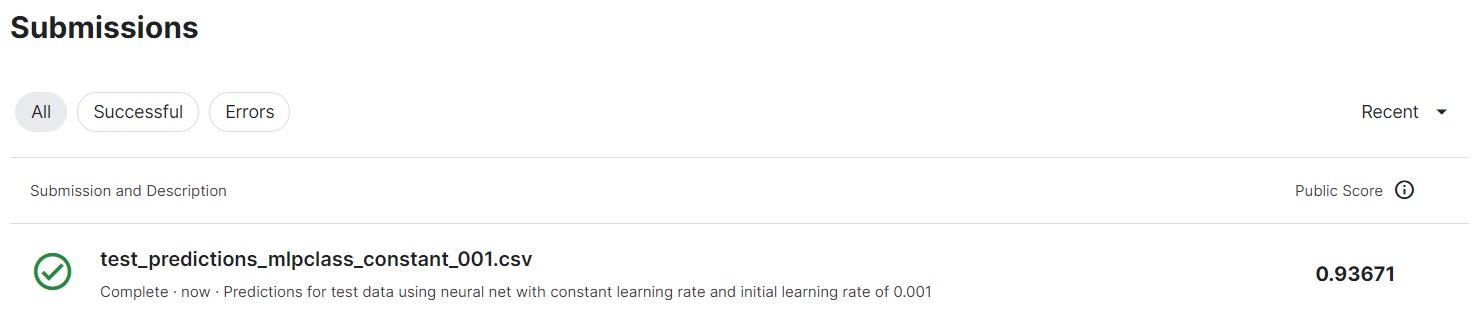 Submissions
All Successful Errors Recent
Submission and Description Public Score
test_predictions_mlpclass_constant_001.csv
0.93671
Complete · now · Predictions for test data using neural net with constant learning rate and initial learning rate of 0.001